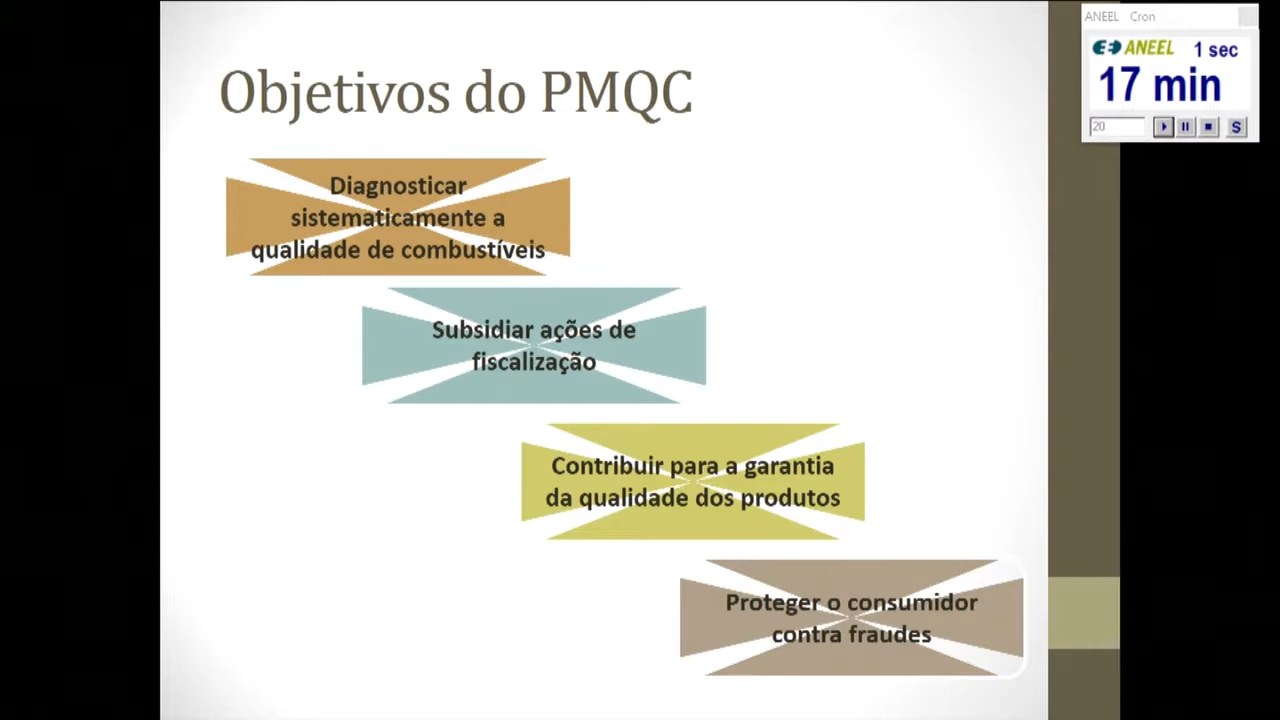 Objetivos do PMQC
Diagnosticar
sistematicamente a
qualidade de combustíveis
Subsidiar ações de
fiscalização
Contribuir para a garantia
da qualidade dos produtos
Proteger o consumidor
contra fraudes
ANEEL Cron
ANEEL 1 sec
17 min
20
S